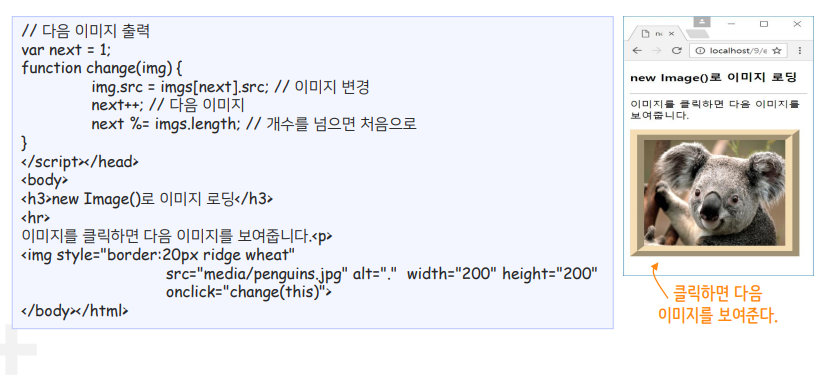 // 다음 이미지 출력
var next = 1;
function change(img) {
img.src = imgs[next].src; // 이미지 변경
next++; // 다음 이미지
next %= imgs.length; // 개수를 넘으면 처음으로
}
</script></head>
<body>
<h3>new Image()로 이미지 로딩</h3>
<hr>
이미지를 클릭하면 다음 이미지를 보여줍니다.<p>
<img style="border:20px ridge wheat"
src="media/penguins.jpg" alt="." width="200" height="200"
onclick="change(this)">
</body></html>
localhost/9/e
new Image()로 이미지 로딩
이미지를 클릭하면 다음 이미지를
보여줍니다.
클릭하면 다음
이미지를 보여준다.